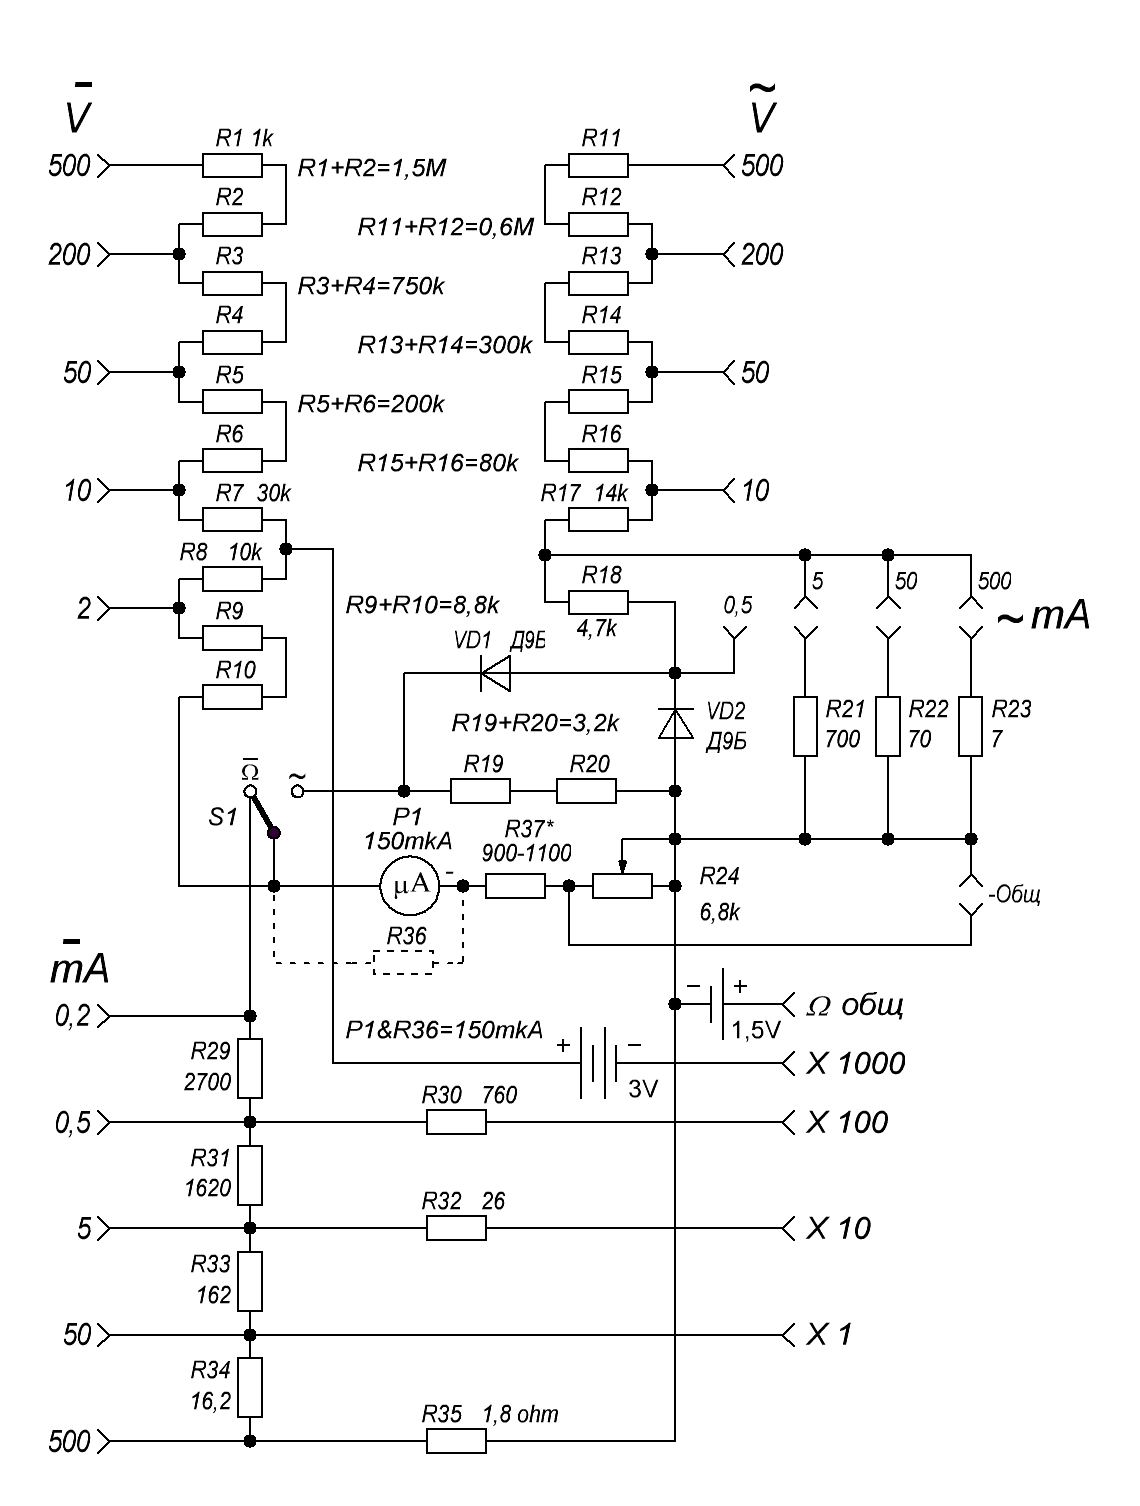 V
~
V
500
R1 1k
R1+R2=1,5M
R11
500
R2
R11+R12=0,6M
R12
200
R3
R3+R4=750k
R13
200
R4
R13+R14=300k
R14
50
R5
R5+R6=200k
R15
50
R6
R15+R16=80k
R16
10
R7 30k
R17 14k
10
R8 10k
R18
5
50
500
2
R9
R9+R10=8,8k
4,7k
0,5
~ mA
R10
VD1 Д9Б
R19+R20=3,2k
VD2
Д9Б
R21
700
R22
70
R23
7
Ω
~
R19
R20
S1
P1
150mkA
R37*
900-1100
μA
-
R24
6,8k
-Общ
R36
mA
0,2
P1&R36=150mkA
- +
1,5V
Ω общ
R29
2700
+ -
3V
X 1000
0,5
R30 760
X 100
R31
1620
5
R32 26
X 10
R33
162
50
X 1
R34
16,2
500
R35 1,8 ohm